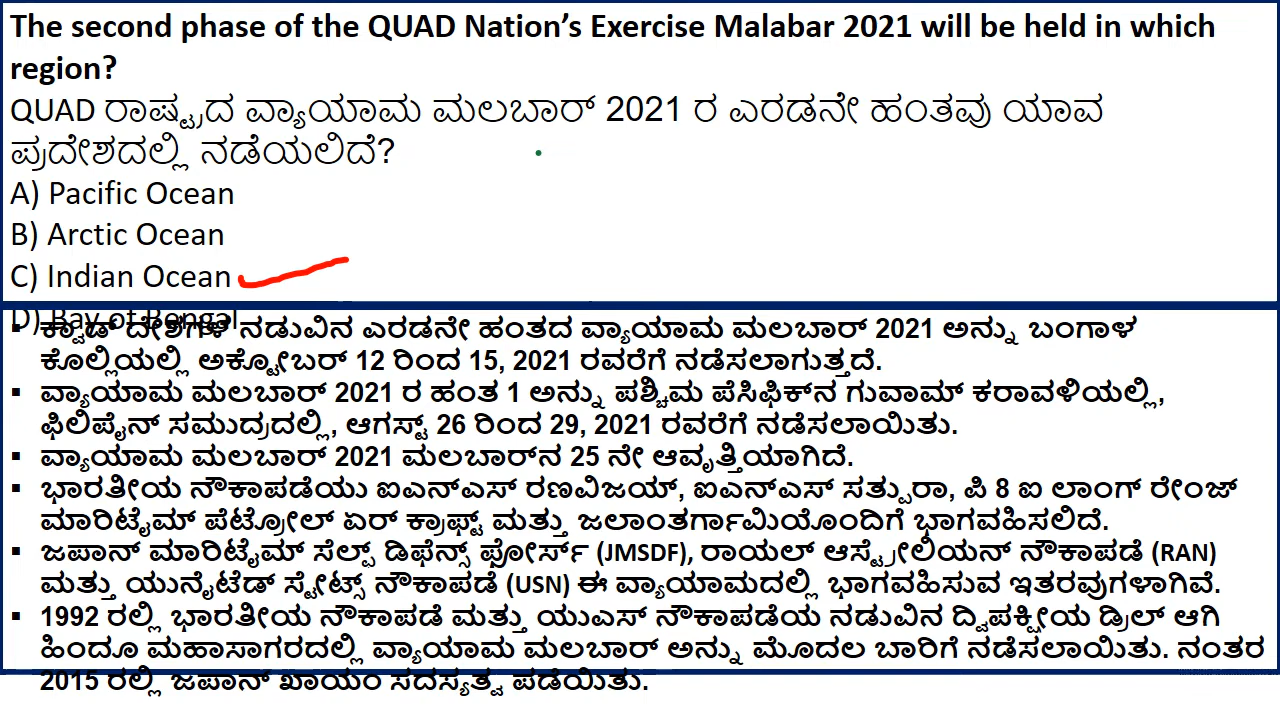 The second phase of the QUAD Nation’s Exercise Malabar 2021 will be held in which
region?
QUAD ರಾಷ್ಟ್ರದ ವ್ಯಾಯಾಮ ಮಲಬಾರ್ 2021 ರ ಎರಡನೇ ಹಂತವು ಯಾವ
ಪ್ರದೇಶದಲ್ಲಿ ನಡೆಯಲಿದೆ?
A) Pacific Ocean
B) Arctic Ocean
C) Indian Ocean
D) Bay of Bengal
▪ ಕ್ವಾಡ್ ದೇಶಗಳ ನಡುವಿನ ಎರಡನೇ ಹಂತದ ವ್ಯಾಯಾಮ ಮಲಬಾರ್ 2021 ಅನ್ನು ಬಂಗಾಳ
ಕೊಲ್ಲಿಯಲ್ಲಿ ಅಕ್ಟೋಬರ್ 12 ರಿಂದ 15, 2021 ರವರೆಗೆ ನಡೆಸಲಾಗುತ್ತದೆ.
▪ ವ್ಯಾಯಾಮ ಮಲಬಾರ್ 2021 ರ ಹಂತ 1 ಅನ್ನು ಪಶ್ಚಿಮ ಪೆಸಿಫಿಕ್‌ನ ಗುವಾಮ್ ಕರಾವಳಿಯಲ್ಲಿ,
ಫಿಲಿಪೈನ್ ಸಮುದ್ರದಲ್ಲಿ, ಆಗಸ್ಟ್ 26 ರಿಂದ 29, 2021 ರವರೆಗೆ ನಡೆಸಲಾಯಿತು.
▪ ವ್ಯಾಯಾಮ ಮಲಬಾರ್ 2021 ಮಲಬಾರ್‌ನ 25 ನೇ ಆವೃತ್ತಿಯಾಗಿದೆ.
▪ ಭಾರತೀಯ ನೌಕಾಪಡೆಯು ಐಎನ್ಎಸ್ ರಣವಿಜಯ್, ಐಎನ್ಎಸ್ ಸತ್ಪುರಾ, ಪಿ 8 ಐ ಲಾಂಗ್ ರೇಂಜ್
ಮಾರಿಟೈಮ್ ಪೆಟ್ರೋಲ್ ಏರ್ ಕ್ರಾಫ್ಟ್ ಮತ್ತು ಜಲಾಂತರ್ಗಾಮಿಯೊಂದಿಗೆ ಭಾಗವಹಿಸಲಿದೆ.
▪ ಜಪಾನ್ ಮಾರಿಟೈಮ್ ಸೆಲ್ಫ್ ಡಿಫೆನ್ಸ್ ಫೋರ್ಸ್ (JMSDF), ರಾಯಲ್ ಆಸ್ಟ್ರೇಲಿಯನ್ ನೌಕಾಪಡೆ (RAN)
ಮತ್ತು ಯುನೈಟೆಡ್ ಸ್ಟೇಟ್ಸ್ ನೌಕಾಪಡೆ (USN) ಈ ವ್ಯಾಯಾಮದಲ್ಲಿ ಭಾಗವಹಿಸುವ ಇತರವುಗಳಾಗಿವೆ.
▪ 1992 ರಲ್ಲಿ ಭಾರತೀಯ ನೌಕಾಪಡೆ ಮತ್ತು ಯುಎಸ್ ನೌಕಾಪಡೆಯ ನಡುವಿನ ದ್ವಿಪಕ್ಷೀಯ ಡ್ರಿಲ್ ಆಗಿ
ಹಿಂದೂ ಮಹಾಸಾಗರದಲ್ಲಿ ವ್ಯಾಯಾಮ ಮಲಬಾರ್ ಅನ್ನು ಮೊದಲ ಬಾರಿಗೆ ನಡೆಸಲಾಯಿತು. ನಂತರ
2015 ರಲ್ಲಿ ಜಪಾನ್ ಖಾಯಂ ಸದಸ್ಯತ್ವ ಪಡೆಯಿತು.